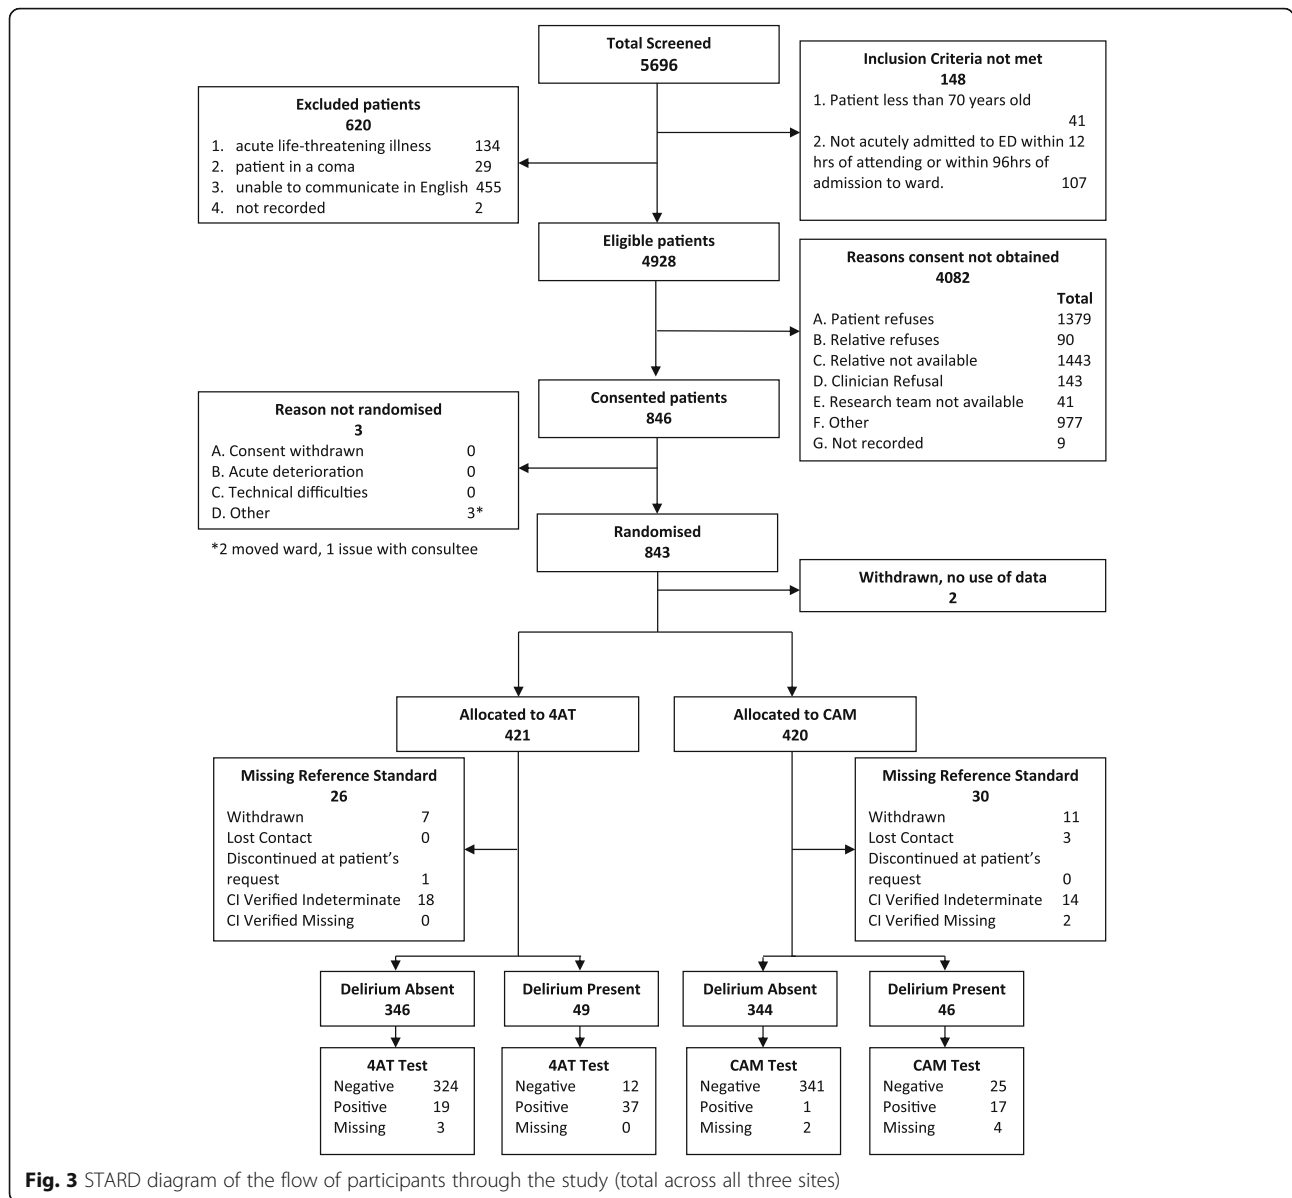 Total Screened
5696
Inclusion Criteria not met
148
1. Patient less than 70 years old
41
2. Not acutely admitted to ED within 12
hrs of attending or within 96hrs of
admission to ward. 107
Excluded patients
620
1. acute life-threatening illness 134
2. patient in a coma 29
3. unable to communicate in English 455
4. not recorded 2
Eligible patients
4928
Reasons consent not obtained
4082
Total
A. Patient refuses 1379
B. Relative refuses 90
C. Relative not available 1443
D. Clinician Refusal 143
E. Research team not available 41
F. Other 977
G. Not recorded 9
Consented patients
846
Reason not randomised
3
A. Consent withdrawn 0
B. Acute deterioration 0
C. Technical difficulties 0
D. Other 3*
*2 moved ward, 1 issue with consultee
Randomised
843
Withdrawn, no use of data
2
Allocated to 4AT
421
Allocated to CAM
420
Missing Reference Standard
26
Withdrawn 7
Lost Contact 0
Discontinued at patient's
request 1
CI Verified Indeterminate 18
CI Verified Missing 0
Missing Reference Standard
30
Withdrawn 11
Lost Contact 3
Discontinued at patient's
request 0
CI Verified Indeterminate 14
CI Verified Missing 2
Delirium Absent
346
Delirium Present
49
Delirium Absent
344
Delirium Present
46
4AT Test
Negative 324
Positive 19
Missing 3
4AT Test
Negative 12
Positive 37
Missing 0
CAM Test
Negative 341
Positive 1
Missing 2
CAM Test
Negative 25
Positive 17
Missing 4
Fig. 3 STARD diagram of the flow of participants through the study (total across all three sites)